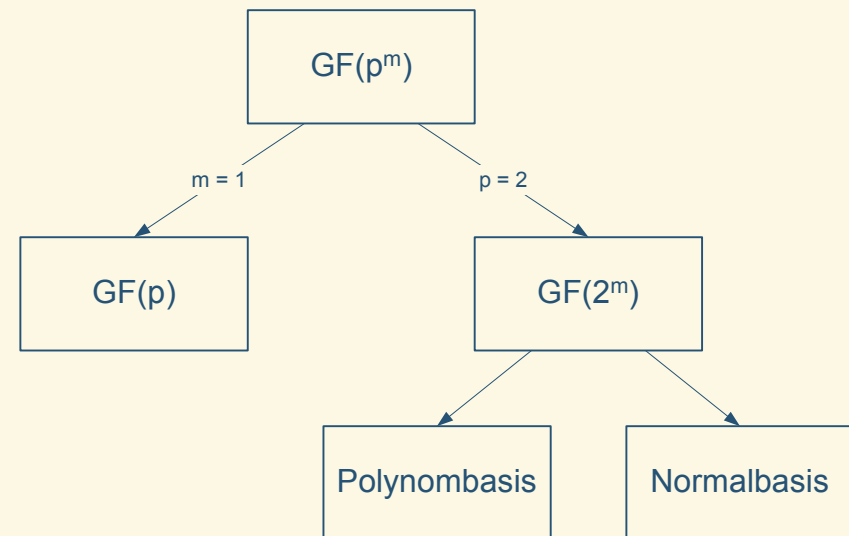 GF(pᵐ)
m = 1
p = 2
GF(p)
GF(2ᵐ)
Polynombasis
Normalbasis